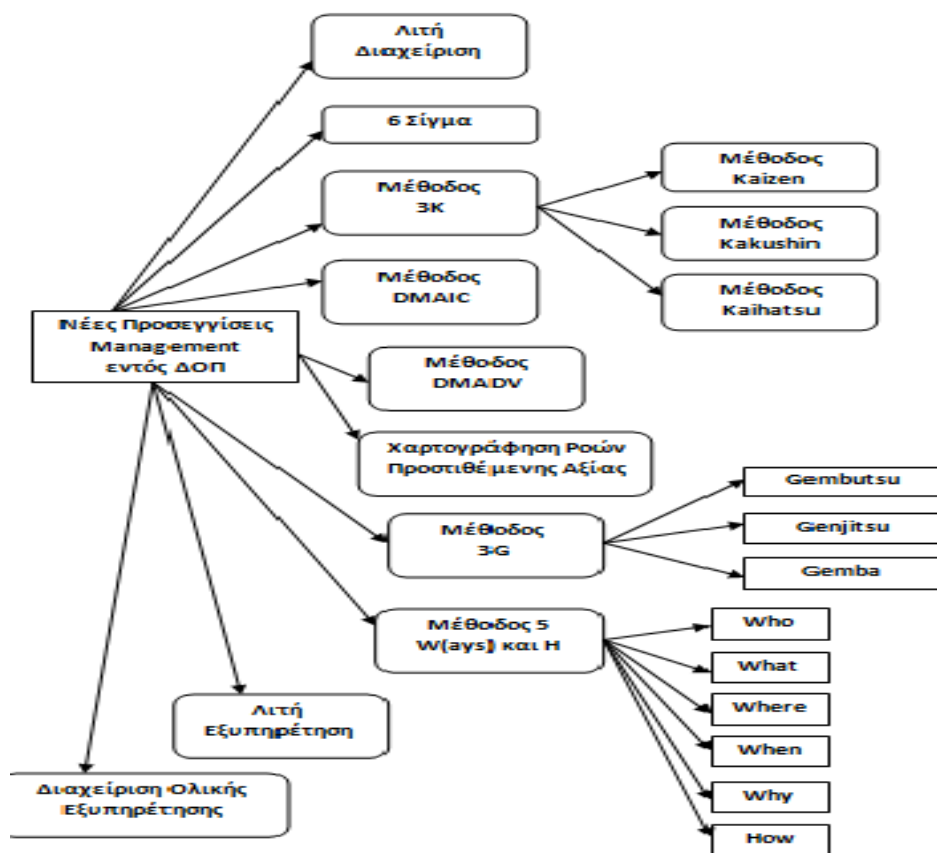 Λιτή
Διαχείριση
6 Σίγμα
Μέθοδος
3Κ
Μέθοδος
Kaizen
Μέθοδος
Kakushin
Μέθοδος
Kaihatsu
Μέθοδος
DMAIC
Νέες Προσεγγίσεις
Management
εντός ΔΟΠ
Μέθοδος
DMADV
Χαρτογράφηση Ροών
Προστιθέμενης Αξίας
Μέθοδος
3G
Gembutsu
Genjitsu
Gemba
Μέθοδος 5
W(ays) και H
Who
What
Where
When
Why
How
Λιτή
Εξυπηρέτηση
Διαχείριση Ολικής
Εξυπηρέτησης